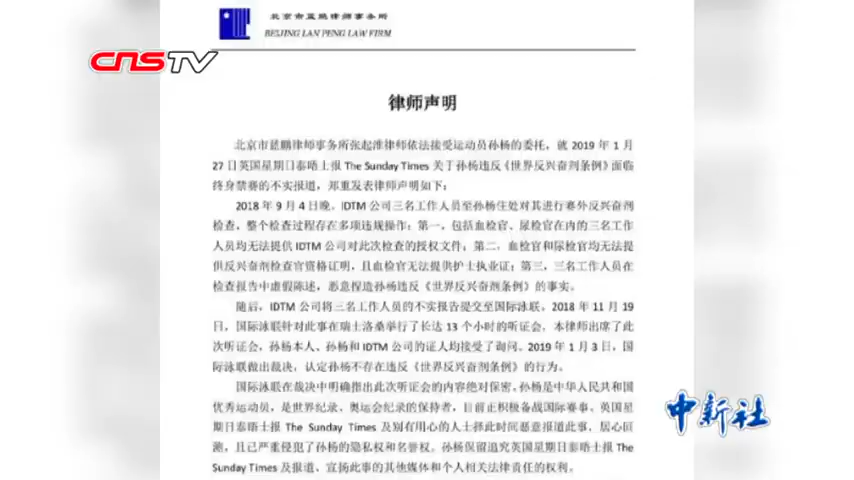 北京市蓝鹏律师事务所
BEIJING LAN PENG LAW FIRM
CNSTV
律师声明
北京市蓝鹏律师事务所张起淮律师依法接受运动员孙杨的委托，就 2019 年 1 月
27 日英国星期日泰晤士报 The Sunday Times 关于孙杨违反《世界反兴奋剂条例》面临
终身禁赛的不实报道，郑重发表律师声明如下：
2018 年 9 月 4 日晚，IDTM 公司三名工作人员至孙杨住处对其进行赛外反兴奋剂
检查，整个检查过程存在多项违规操作：第一，包括血检官、尿检官在内的三名工作
人员均无法提供 IDTM 公司对此次检查的授权文件；第二，血检官和尿检官均无法提
供反兴奋剂检查官资格证明，且血检官无法提供护士执业证；第三，三名工作人员在
检查报告中虚假陈述，恶意捏造孙杨违反《世界反兴奋剂条例》的事实。
随后，IDTM 公司将三名工作人员的不实报告提交至国际泳联。2018 年 11 月 19
日，国际泳联针对此事在瑞士洛桑举行了长达 13 个小时的听证会，本律师出席了此
次听证会，孙杨本人、孙杨和 IDTM 公司的证人均接受了询问。2019 年 1 月 3 日，国
际泳联做出裁决，认定孙杨不存在违反《世界反兴奋剂条例》的行为。
国际泳联在裁决中明确指出此次听证会的内容绝对保密，孙杨是中华人民共和国
优秀运动员，是世界纪录、奥运会纪录的保持者，目前正积极备战国际赛事。英国星
期日泰晤士报 The Sunday Times 及别有用心的人士择此时间恶意报道此事，居心叵
测，且已严重侵犯了孙杨的隐私权和名誉权。孙杨保留追究英国星期日泰晤士报 The
Sunday Times 及报道、宣扬此事的其他媒体和个人相关法律责任的权利。
中新社